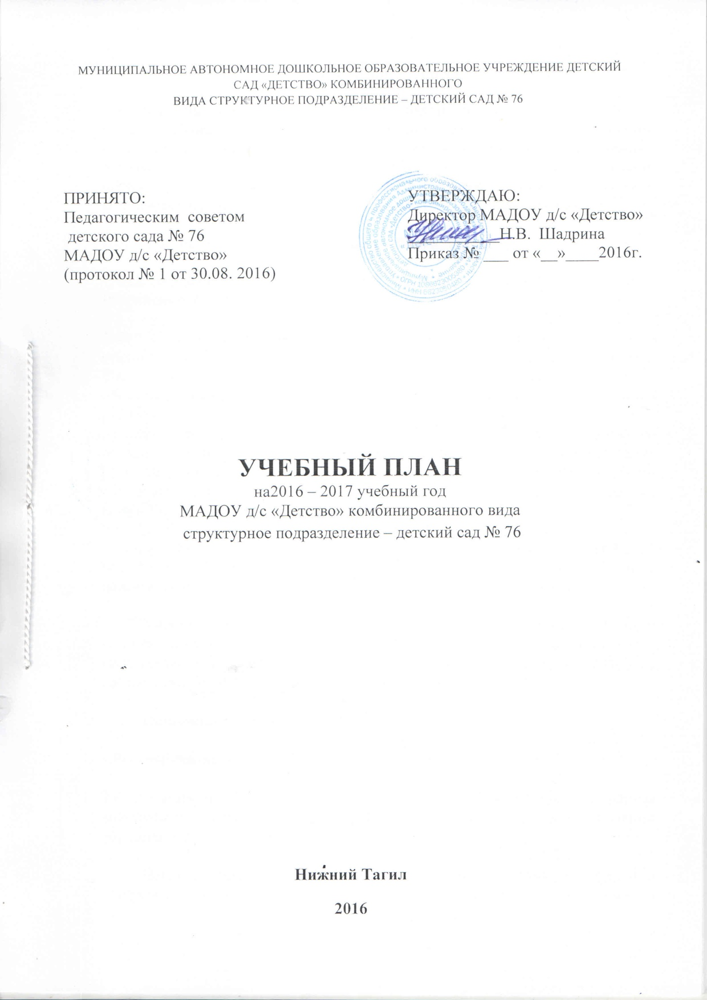 МУНИЦИПАЛЬНОЕ АВТОНОМНОЕ ДОШКОЛЬНОЕ ОБРАЗОВАТЕЛЬНОЕ УЧРЕЖДЕНИЕ ДЕТСКИЙ
САД «ДЕТСТВО» КОМБИНИРОВАННОГО
ВИДА СТРУКТУРНОЕ ПОДРАЗДЕЛЕНИЕ – ДЕТСКИЙ САД № 76
ПРИНЯТО:
Педагогическим советом
детского сада № 76
МАДОУ д/с «Детство»
(протокол № 1 от 30.08. 2016)
УТВЕРЖДАЮ:
Директор МАДОУ д/с «Детство»
___________Н.В. Шадрина
Приказ № ___ от «__»____2016г.
УЧЕБНЫЙ ПЛАН
на2016 – 2017 учебный год
МАДОУ д/с «Детство» комбинированного вида
структурное подразделение – детский сад № 76
Нижний Тагил
2016